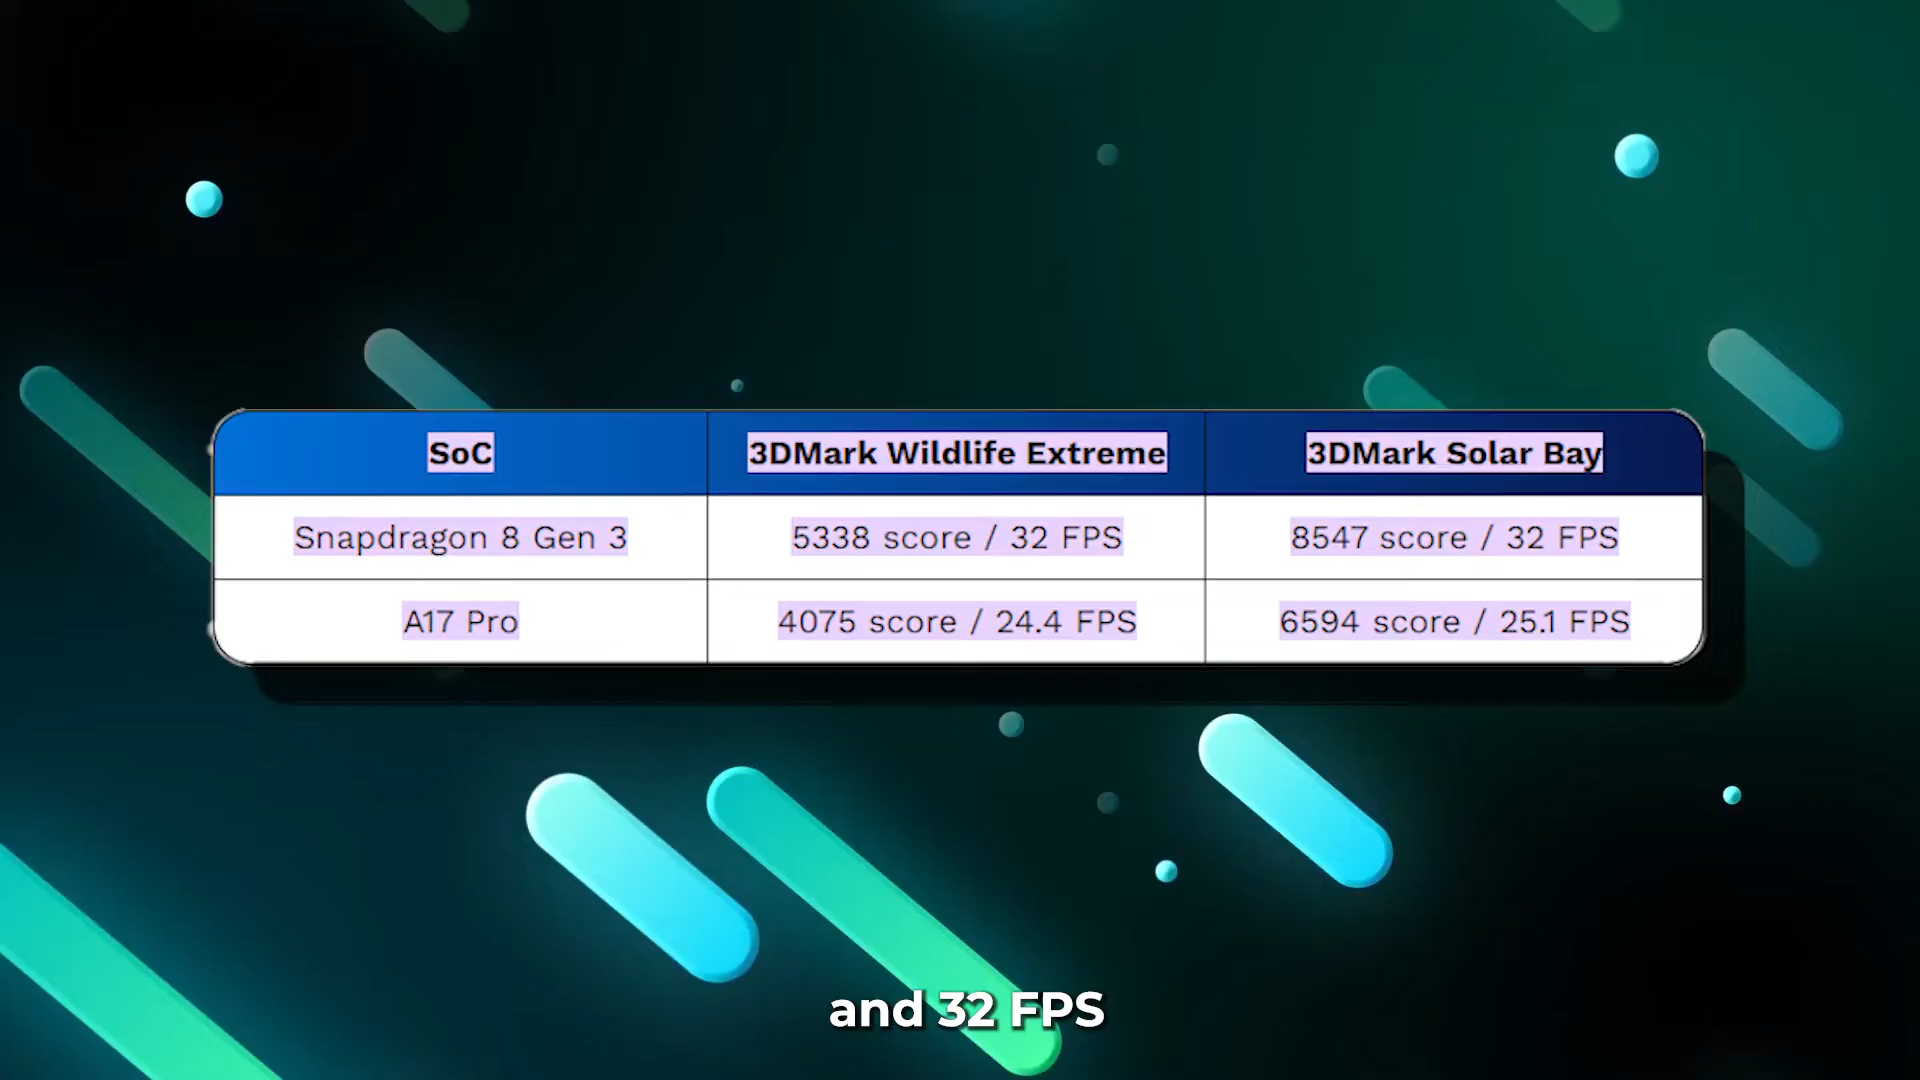 SoC 3DMark Wildlife Extreme 3DMark Solar Bay
Snapdragon 8 Gen 3 5338 score / 32 FPS 8547 score / 32 FPS
A17 Pro 4075 score / 24.4 FPS 6594 score / 25.1 FPS
and 32 FPS